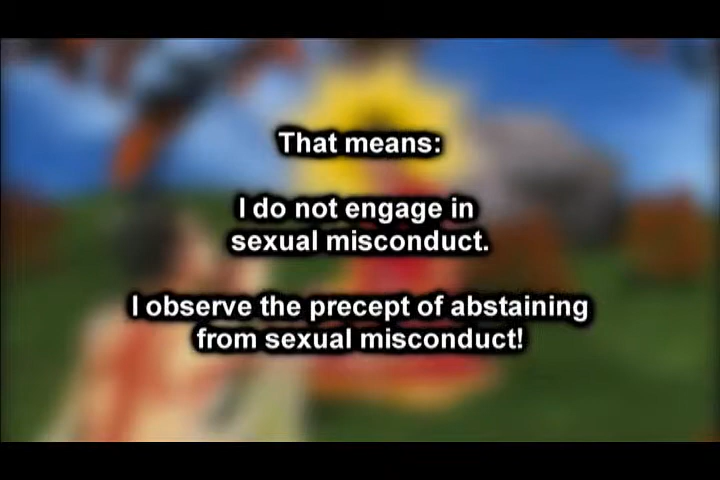 That means:
I do not engage in
sexual misconduct.
I observe the precept of abstaining
from sexual misconduct!